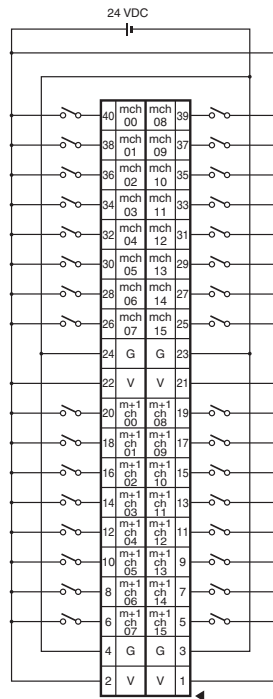 24 VDC
40 mch 00 mch 08 39
38 mch 01 mch 09 37
36 mch 02 mch 10 35
34 mch 03 mch 11 33
32 mch 04 mch 12 31
30 mch 05 mch 13 29
28 mch 06 mch 14 27
26 mch 07 mch 15 25
24 G G 23
22 V V 21
20 m+1 ch 00 m+1 ch 08 19
18 m+1 ch 01 m+1 ch 09 17
16 m+1 ch 02 m+1 ch 10 15
14 m+1 ch 03 m+1 ch 11 13
12 m+1 ch 04 m+1 ch 12 11
10 m+1 ch 05 m+1 ch 13 9
8 m+1 ch 06 m+1 ch 14 7
6 m+1 ch 07 m+1 ch 15 5
4 G G 3
2 V V 1